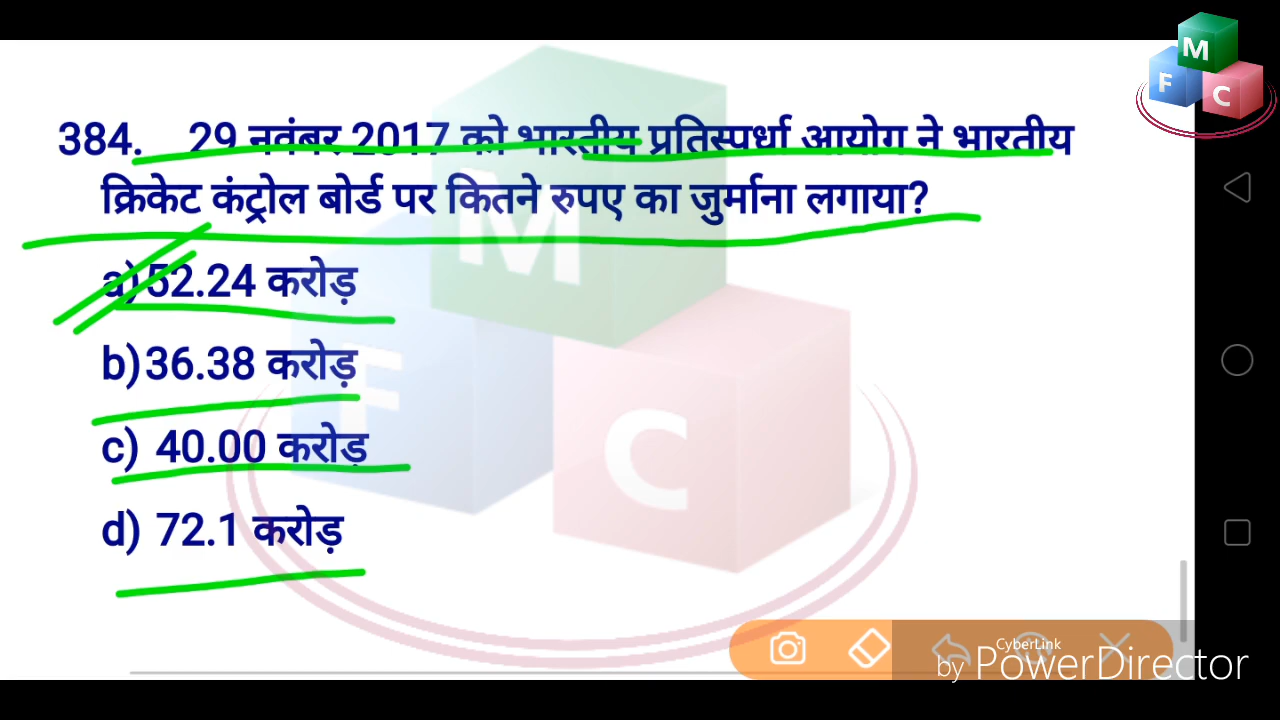 M
F
C
384. 29 नवंबर 2017 को भारतीय प्रतिस्पर्धा आयोग ने भारतीय
क्रिकेट कंट्रोल बोर्ड पर कितने रुपए का जुर्माना लगाया?
a)52.24 करोड़
b)36.38 करोड़
c) 40.00 करोड़
d) 72.1 करोड़
M
F
C
CyberLink
by PowerDirector